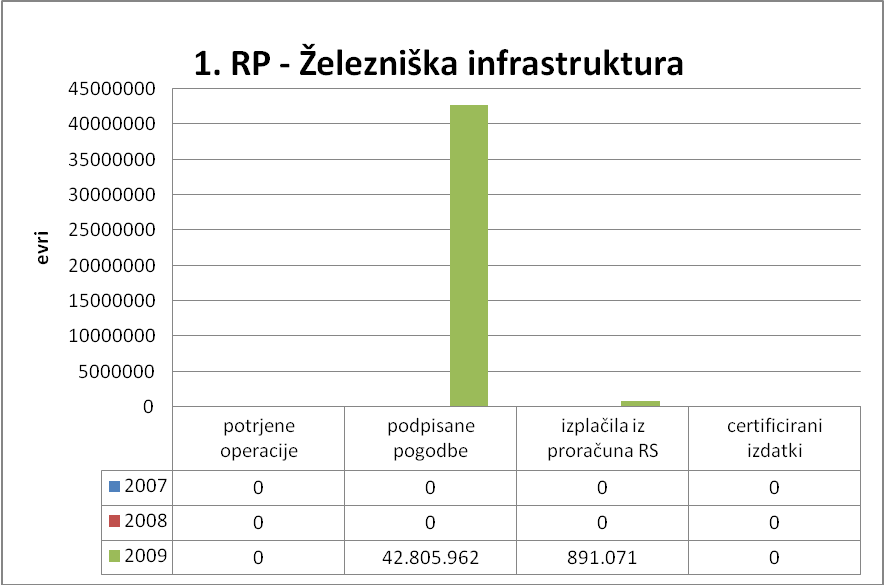 1. RP - Železniška infrastruktura
45000000
40000000
35000000
30000000
25000000
20000000
15000000
10000000
5000000
0
evri
potrjene operacije
podpisane pogodbe
izplačila iz proračuna RS
certificirani izdatki
2007 0 0 0 0
2008 0 0 0 0
2009 0 42.805.962 891.071 0